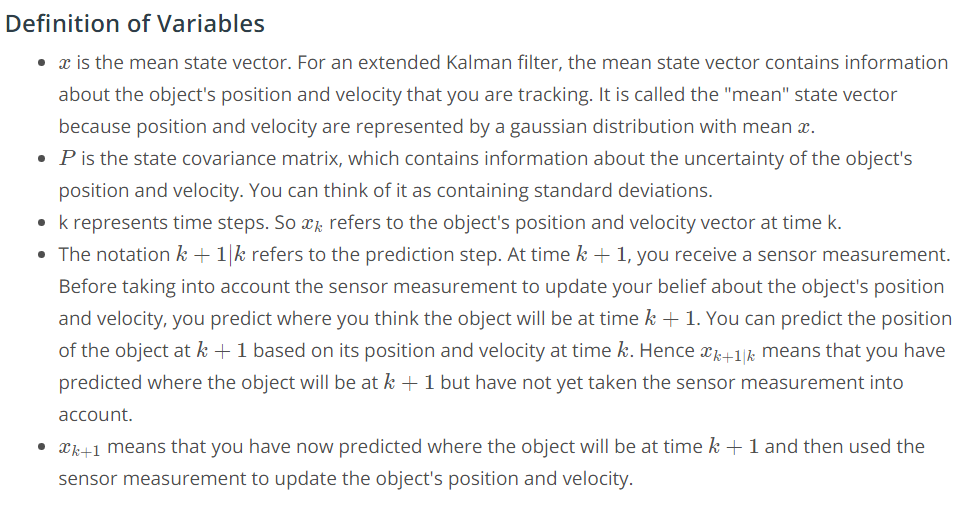 Definition of Variables
• x is the mean state vector. For an extended Kalman filter, the mean state vector contains information
about the object's position and velocity that you are tracking. It is called the "mean" state vector
because position and velocity are represented by a gaussian distribution with mean x.
• P is the state covariance matrix, which contains information about the uncertainty of the object's
position and velocity. You can think of it as containing standard deviations.
• k represents time steps. So xₖ refers to the object's position and velocity vector at time k.
• The notation k + 1|k refers to the prediction step. At time k + 1, you receive a sensor measurement.
Before taking into account the sensor measurement to update your belief about the object's position
and velocity, you predict where you think the object will be at time k + 1. You can predict the position
of the object at k + 1 based on its position and velocity at time k. Hence x_{k+1|k} means that you have
predicted where the object will be at k + 1 but have not yet taken the sensor measurement into
account.
• x_{k+1} means that you have now predicted where the object will be at time k + 1 and then used the
sensor measurement to update the object's position and velocity.